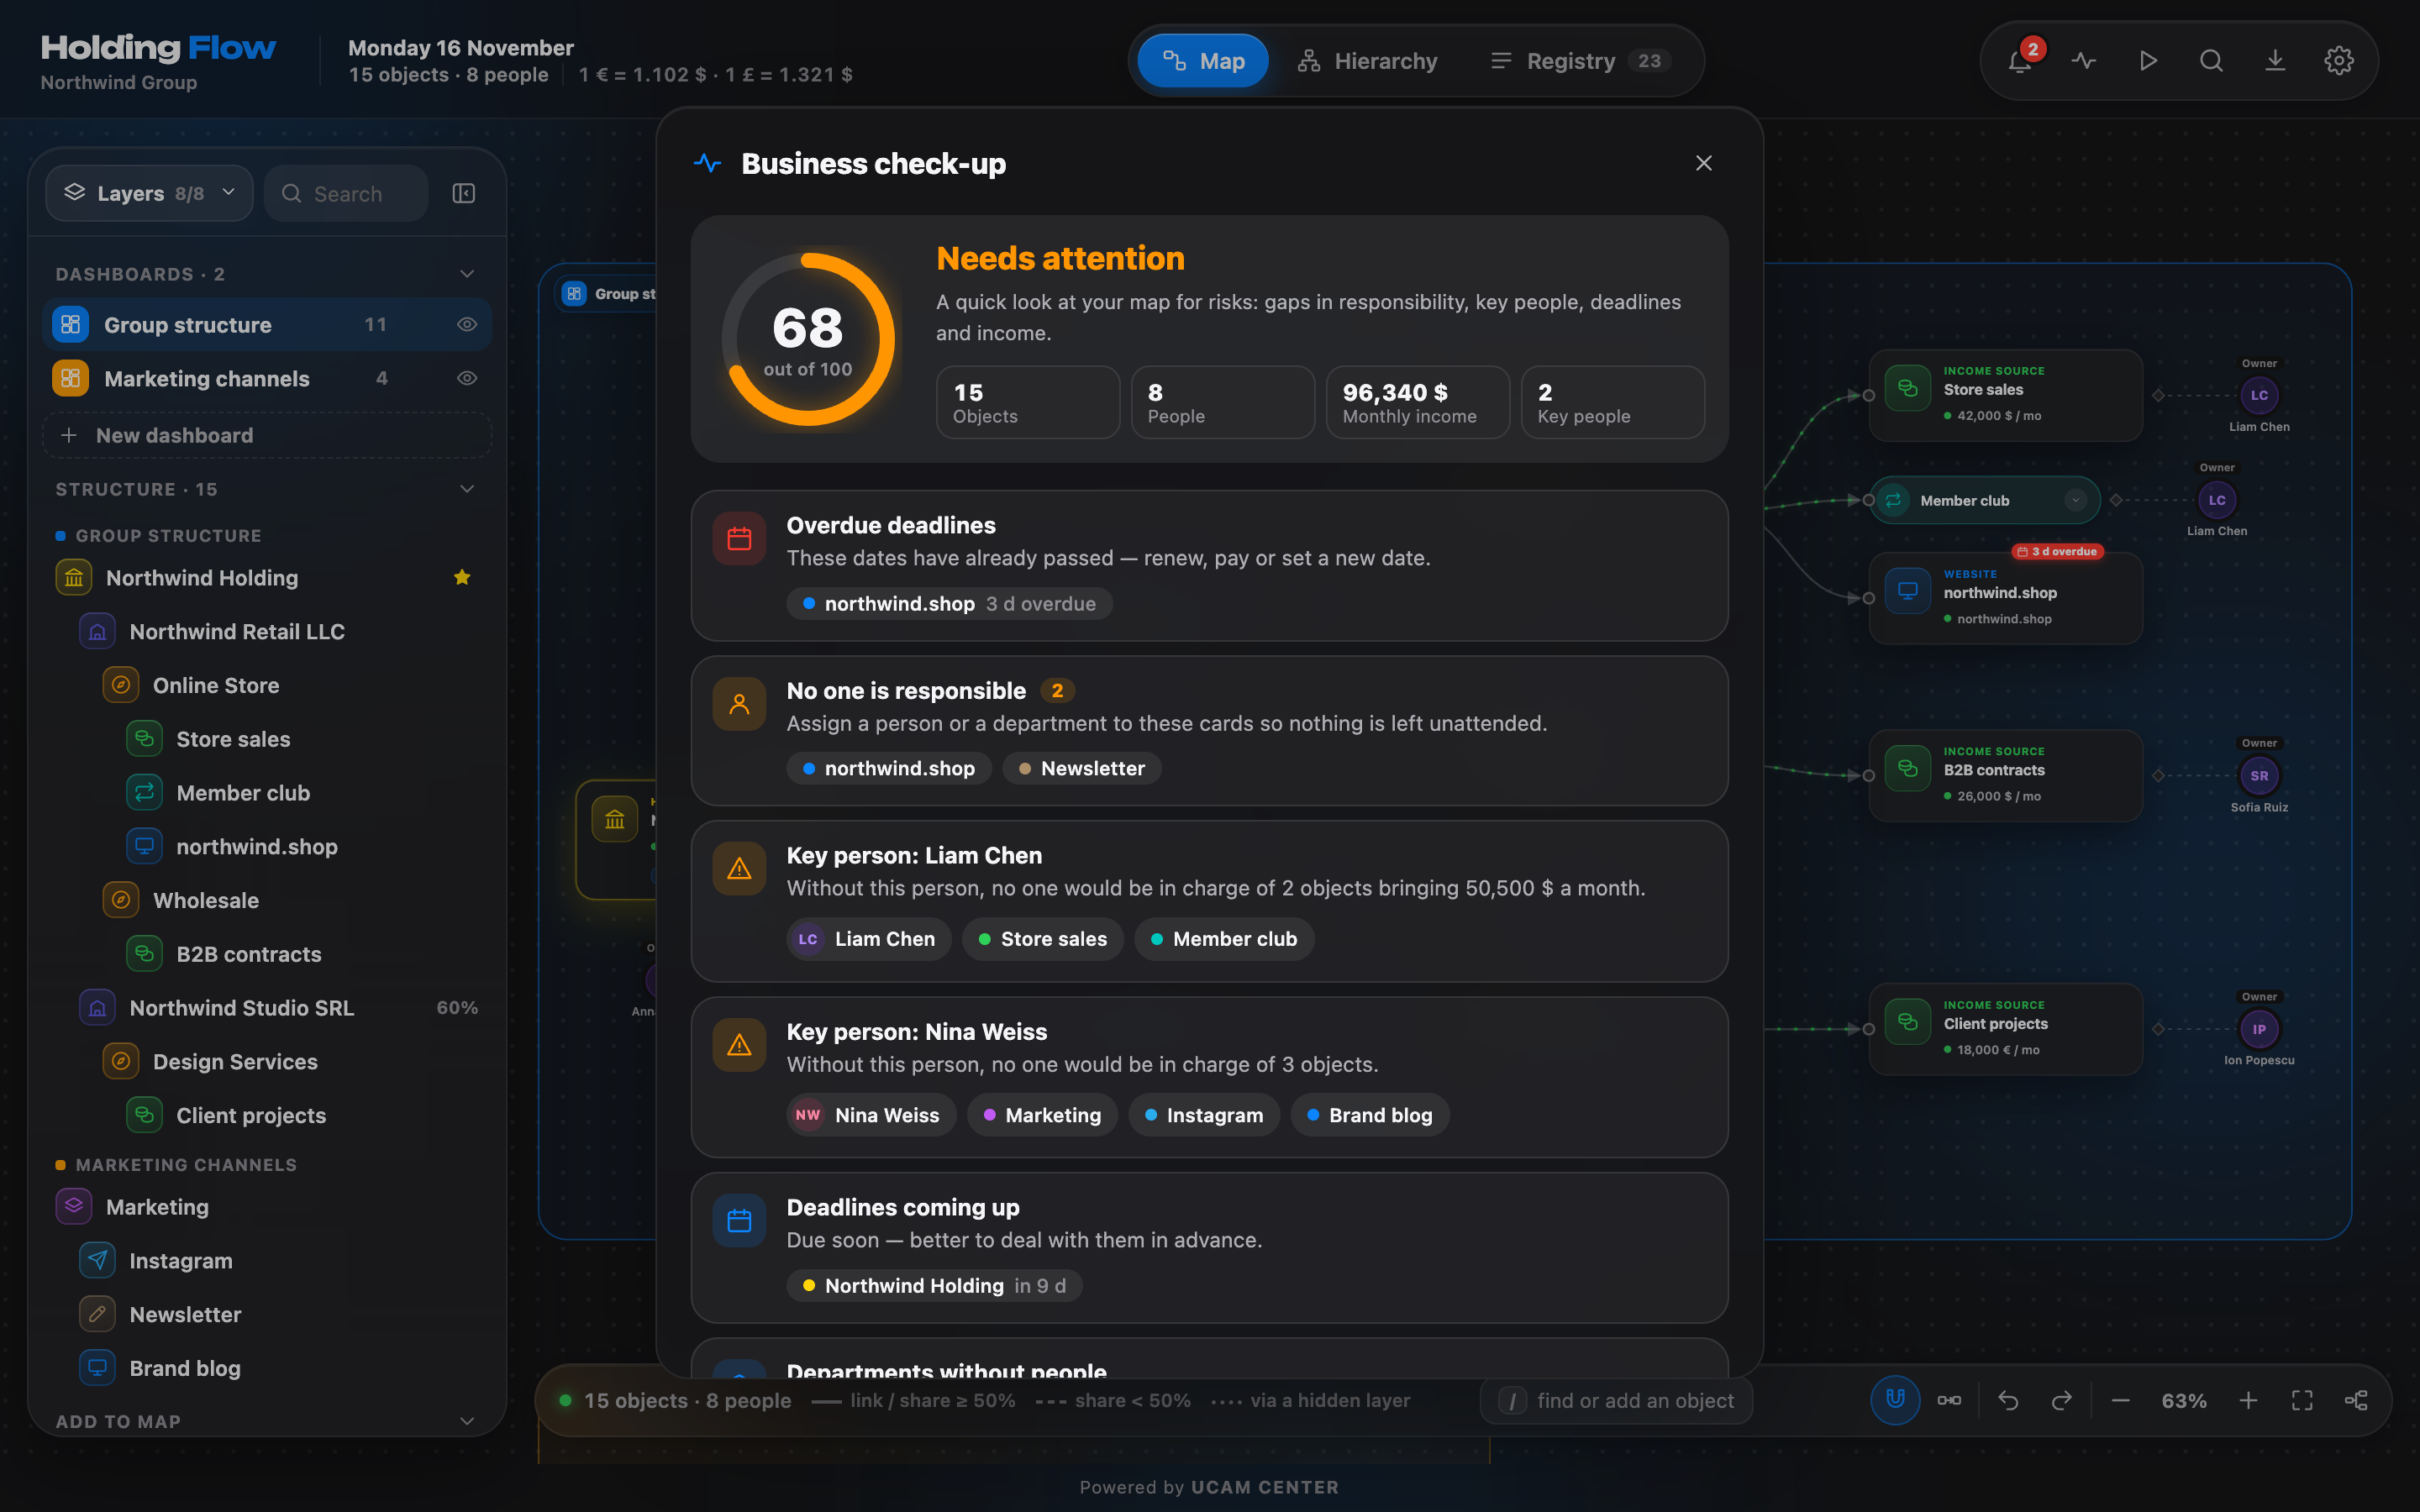 Holding Flow
Northwind Group
Monday 16 November
15 objects · 8 people
1 € = 1.102 $ · 1 £ = 1.321 $
Map
Hierarchy
Registry 23
2
Layers 8/8
Search
DASHBOARDS · 2
Group structure 11
Marketing channels 4
New dashboard
STRUCTURE · 15
GROUP STRUCTURE
Northwind Holding
Northwind Retail LLC
Online Store
Store sales
Member club
northwind.shop
Wholesale
B2B contracts
Northwind Studio SRL 60%
Design Services
Client projects
MARKETING CHANNELS
Marketing
Instagram
Newsletter
Brand blog
ADD TO MAP
Group st
Business check-up
68
out of 100
Needs attention
A quick look at your map for risks: gaps in responsibility, key people, deadlines
and income.
15
Objects
8
People
96,340 $
Monthly income
2
Key people
Overdue deadlines
These dates have already passed — renew, pay or set a new date.
northwind.shop 3 d overdue
No one is responsible 2
Assign a person or a department to these cards so nothing is left unattended.
northwind.shop
Newsletter
Key person: Liam Chen
Without this person, no one would be in charge of 2 objects bringing 50,500 $ a month.
LC Liam Chen
Store sales
Member club
Key person: Nina Weiss
Without this person, no one would be in charge of 3 objects.
NW Nina Weiss
Marketing
Instagram
Brand blog
Deadlines coming up
Due soon — better to deal with them in advance.
Northwind Holding in 9 d
Departments without people
INCOME SOURCE
Store sales
42,000 $ / mo
Owner
LC
Liam Chen
Member club
Owner
LC
Liam Chen
3 d overdue
WEBSITE
northwind.shop
northwind.shop
INCOME SOURCE
B2B contracts
26,000 $ / mo
Owner
SR
Sofia Ruiz
INCOME SOURCE
Client projects
18,000 € / mo
Owner
IP
Ion Popescu
15 objects · 8 people
link / share ≥ 50%
share < 50%
via a hidden layer
/ find or add an object
63%
Powered by UCAM CENTER